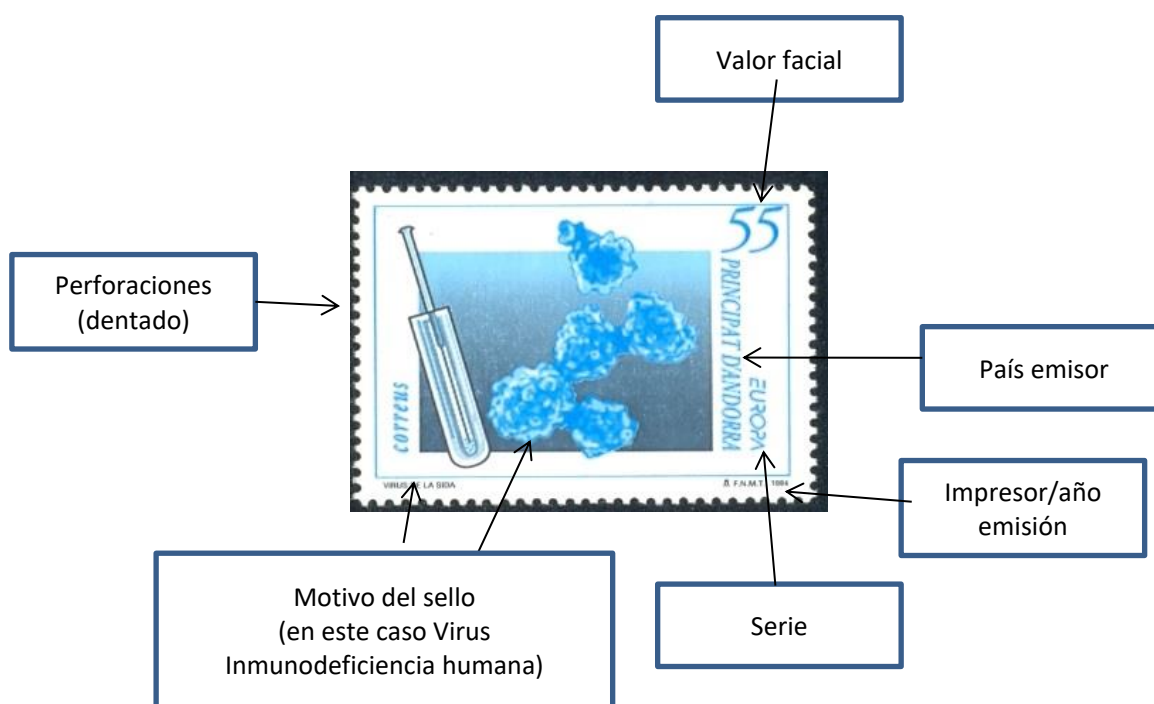 Valor facial
55
PRINCIPAT D'ANDORRA
EUROPA
correus
VIRUS DE LA SIDA
F.N.M.T. 1994
Perforaciones
(dentado)
País emisor
Impresor/año
emisión
Motivo del sello
(en este caso Virus
Inmunodeficiencia humana)
Serie